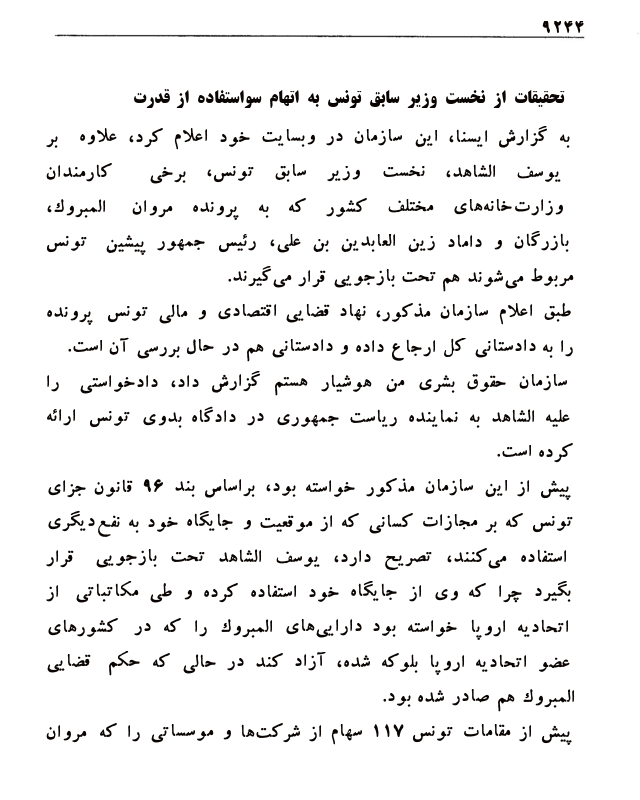 ۹۲۴۴
تحقیقات از نخست وزیر سابق تونس به اتهام سواستفاده از قدرت
به گزارش ایسنا، این سازمان در وبسایت خود اعلام کرد، علاوه بر
یوسف الشاهد، نخست وزیر سابق تونس، برخی کارمندان
وزارت‌خانه‌های مختلف کشور که به پرونده مروان المبروك،
بازرگان و داماد زین العابدین بن علی، رئیس جمهور پیشین تونس
مربوط می‌شوند هم تحت بازجویی قرار می‌گیرند.
طبق اعلام سازمان مذکور، نهاد قضایی اقتصادی و مالی تونس پرونده
را به دادستانی کل ارجاع داده و دادستانی هم در حال بررسی آن است.
سازمان حقوق بشری من هوشیار هستم گزارش داد، دادخواستی را
علیه الشاهد به نماینده ریاست جمهوری در دادگاه بدوی تونس ارائه
کرده است.
پیش از این سازمان مذکور خواسته بود، براساس بند ۹۶ قانون جزای
تونس که بر مجازات کسانی که از موقعیت و جایگاه خود به نفع‌دیگری
استفاده می‌کنند، تصریح دارد، یوسف الشاهد تحت بازجویی قرار
بگیرد چرا که وی از جایگاه خود استفاده کرده و طی مکاتباتی از
اتحادیه اروپا خواسته بود دارایی‌های المبروك را که در کشورهای
عضو اتحادیه اروپا بلوکه شده، آزاد کند در حالی که حکم قضایی
المبروك هم صادر شده بود.
پیش از مقامات تونس ۱۱۷ سهام از شرکت‌ها و موسساتی را که مروان